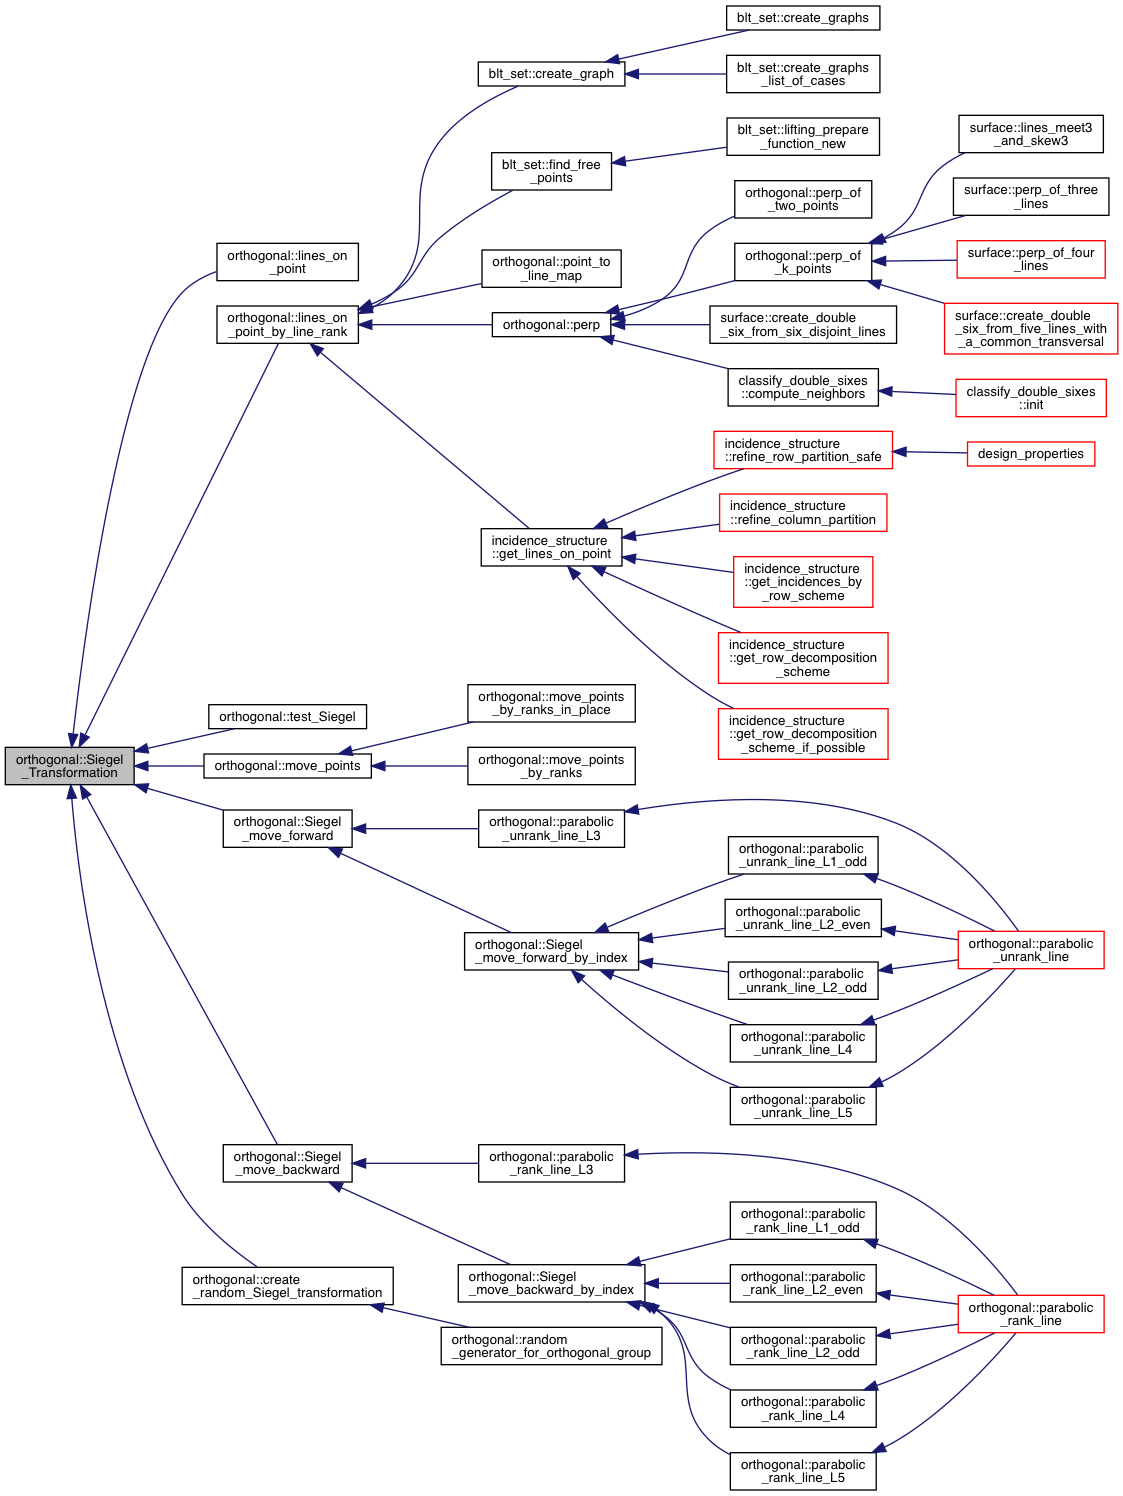 blt_set::create_graphs
blt_set::create_graph
blt_set::create_graphs
_list_of_cases
blt_set::lifting_prepare
_function_new
surface::lines_meet3
_and_skew3
blt_set::find_free
_points
orthogonal::perp_of
_two_points
surface::perp_of_three
_lines
orthogonal::lines_on
_point
orthogonal::point_to
_line_map
orthogonal::perp_of
_k_points
surface::perp_of_four
_lines
orthogonal::lines_on
_point_by_line_rank
orthogonal::perp
surface::create_double
_six_from_six_disjoint_lines
surface::create_double
_six_from_five_lines_with
_a_common_transversal
classify_double_sixes
::compute_neighbors
classify_double_sixes
::init
incidence_structure
::refine_row_partition_safe
design_properties
incidence_structure
::refine_column_partition
incidence_structure
::get_lines_on_point
incidence_structure
::get_incidences_by
_row_scheme
incidence_structure
::get_row_decomposition
_scheme
orthogonal::move_points
_by_ranks_in_place
incidence_structure
::get_row_decomposition
_scheme_if_possible
orthogonal::test_Siegel
orthogonal::Siegel
_Transformation
orthogonal::move_points
orthogonal::move_points
_by_ranks
orthogonal::Siegel
_move_forward
orthogonal::parabolic
_unrank_line_L3
orthogonal::parabolic
_unrank_line_L1_odd
orthogonal::parabolic
_unrank_line_L2_even
orthogonal::Siegel
_move_forward_by_index
orthogonal::parabolic
_unrank_line
orthogonal::parabolic
_unrank_line_L2_odd
orthogonal::parabolic
_unrank_line_L4
orthogonal::parabolic
_unrank_line_L5
orthogonal::Siegel
_move_backward
orthogonal::parabolic
_rank_line_L3
orthogonal::parabolic
_rank_line_L1_odd
orthogonal::create
_random_Siegel_transformation
orthogonal::Siegel
_move_backward_by_index
orthogonal::parabolic
_rank_line_L2_even
orthogonal::parabolic
_rank_line
orthogonal::random
_generator_for_orthogonal_group
orthogonal::parabolic
_rank_line_L2_odd
orthogonal::parabolic
_rank_line_L4
orthogonal::parabolic
_rank_line_L5